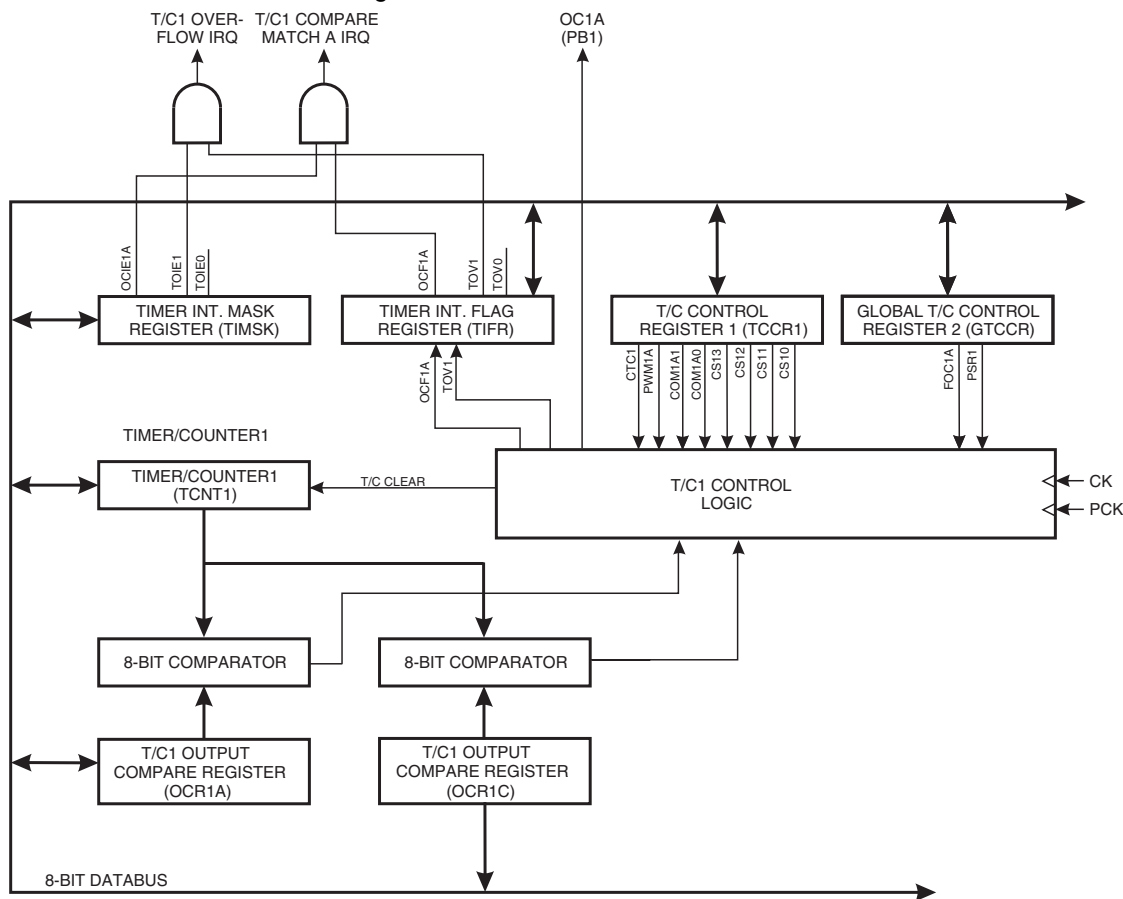 T/C1 OVER-
FLOW IRQ
T/C1 COMPARE
MATCH A IRQ
OC1A
(PB1)
OCIE1A
TOIE1
TOIE0
OCF1A
TOV1
TOV0
TIMER INT. MASK
REGISTER (TIMSK)
TIMER INT. FLAG
REGISTER (TIFR)
T/C CONTROL
REGISTER 1 (TCCR1)
GLOBAL T/C CONTROL
REGISTER 2 (GTCCR)
OCF1A
TOV1
CTC1
PWM1A
COM1A1
COM1A0
CS13
CS12
CS11
CS10
FOC1A
PSR1
TIMER/COUNTER1
TIMER/COUNTER1
(TCNT1)
T/C CLEAR
T/C1 CONTROL
LOGIC
CK
PCK
8-BIT COMPARATOR
8-BIT COMPARATOR
T/C1 OUTPUT
COMPARE REGISTER
(OCR1A)
T/C1 OUTPUT
COMPARE REGISTER
(OCR1C)
8-BIT DATABUS